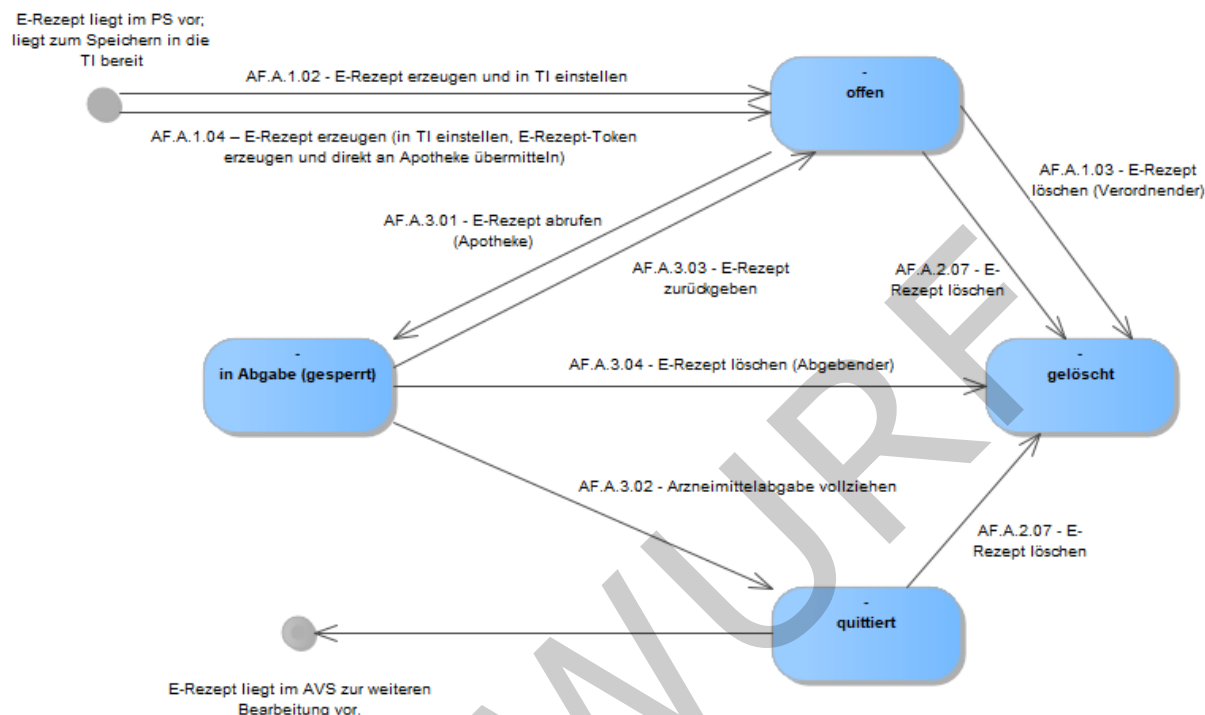 E-Rezept liegt im PS vor;
liegt zum Speichern in die
TI bereit
AF.A.1.02 - E-Rezept erzeugen und in TI einstellen
-
offen
AF.A.1.04 – E-Rezept erzeugen (in TI einstellen, E-Rezept-Token
erzeugen und direkt an Apotheke übermitteln)
AF.A.1.03 - E-Rezept
löschen (Verordnender)
AF.A.3.01 - E-Rezept abrufen
(Apotheke)
AF.A.3.03 - E-Rezept
zurückgeben
AF.A.2.07 - E-
Rezept löschen
-
in Abgabe (gesperrt)
AF.A.3.04 - E-Rezept löschen (Abgebender)
-
gelöscht
AF.A.3.02 - Arzneimittelabgabe vollziehen
AF.A.2.07 - E-
Rezept löschen
-
quittiert
E-Rezept liegt im AVS zur weiteren
Bearbeitung vor.
WURF